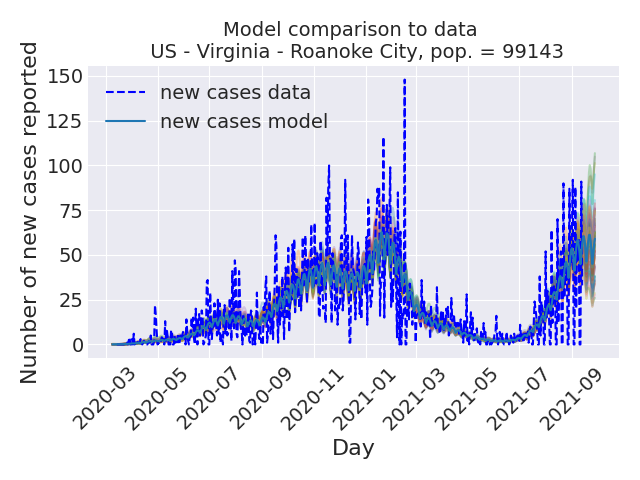 Model comparison to data
US - Virginia - Roanoke City, pop. = 99143
Number of new cases reported
150
125
100
75
50
25
0
new cases data
new cases model
2020-03
2020-05
2020-07
2020-09
2020-11
2021-01
2021-03
2021-05
2021-07
2021-09
Day